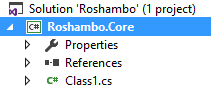 Solution 'Roshambo' (1 project)
C# Roshambo.Core
Properties
References
C# Class1.cs